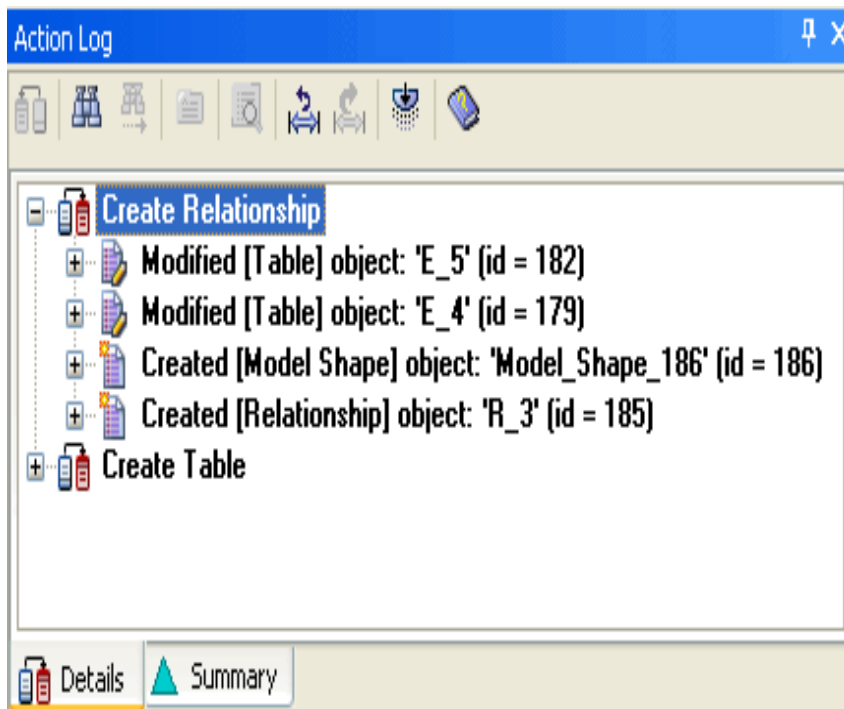 Action Log
Create Relationship
Modified [Table] object: 'E_5' (id = 182)
Modified [Table] object: 'E_4' (id = 179)
Created [Model Shape] object: 'Model_Shape_186' (id = 186)
Created [Relationship] object: 'R_3' (id = 185)
Create Table
Details Summary